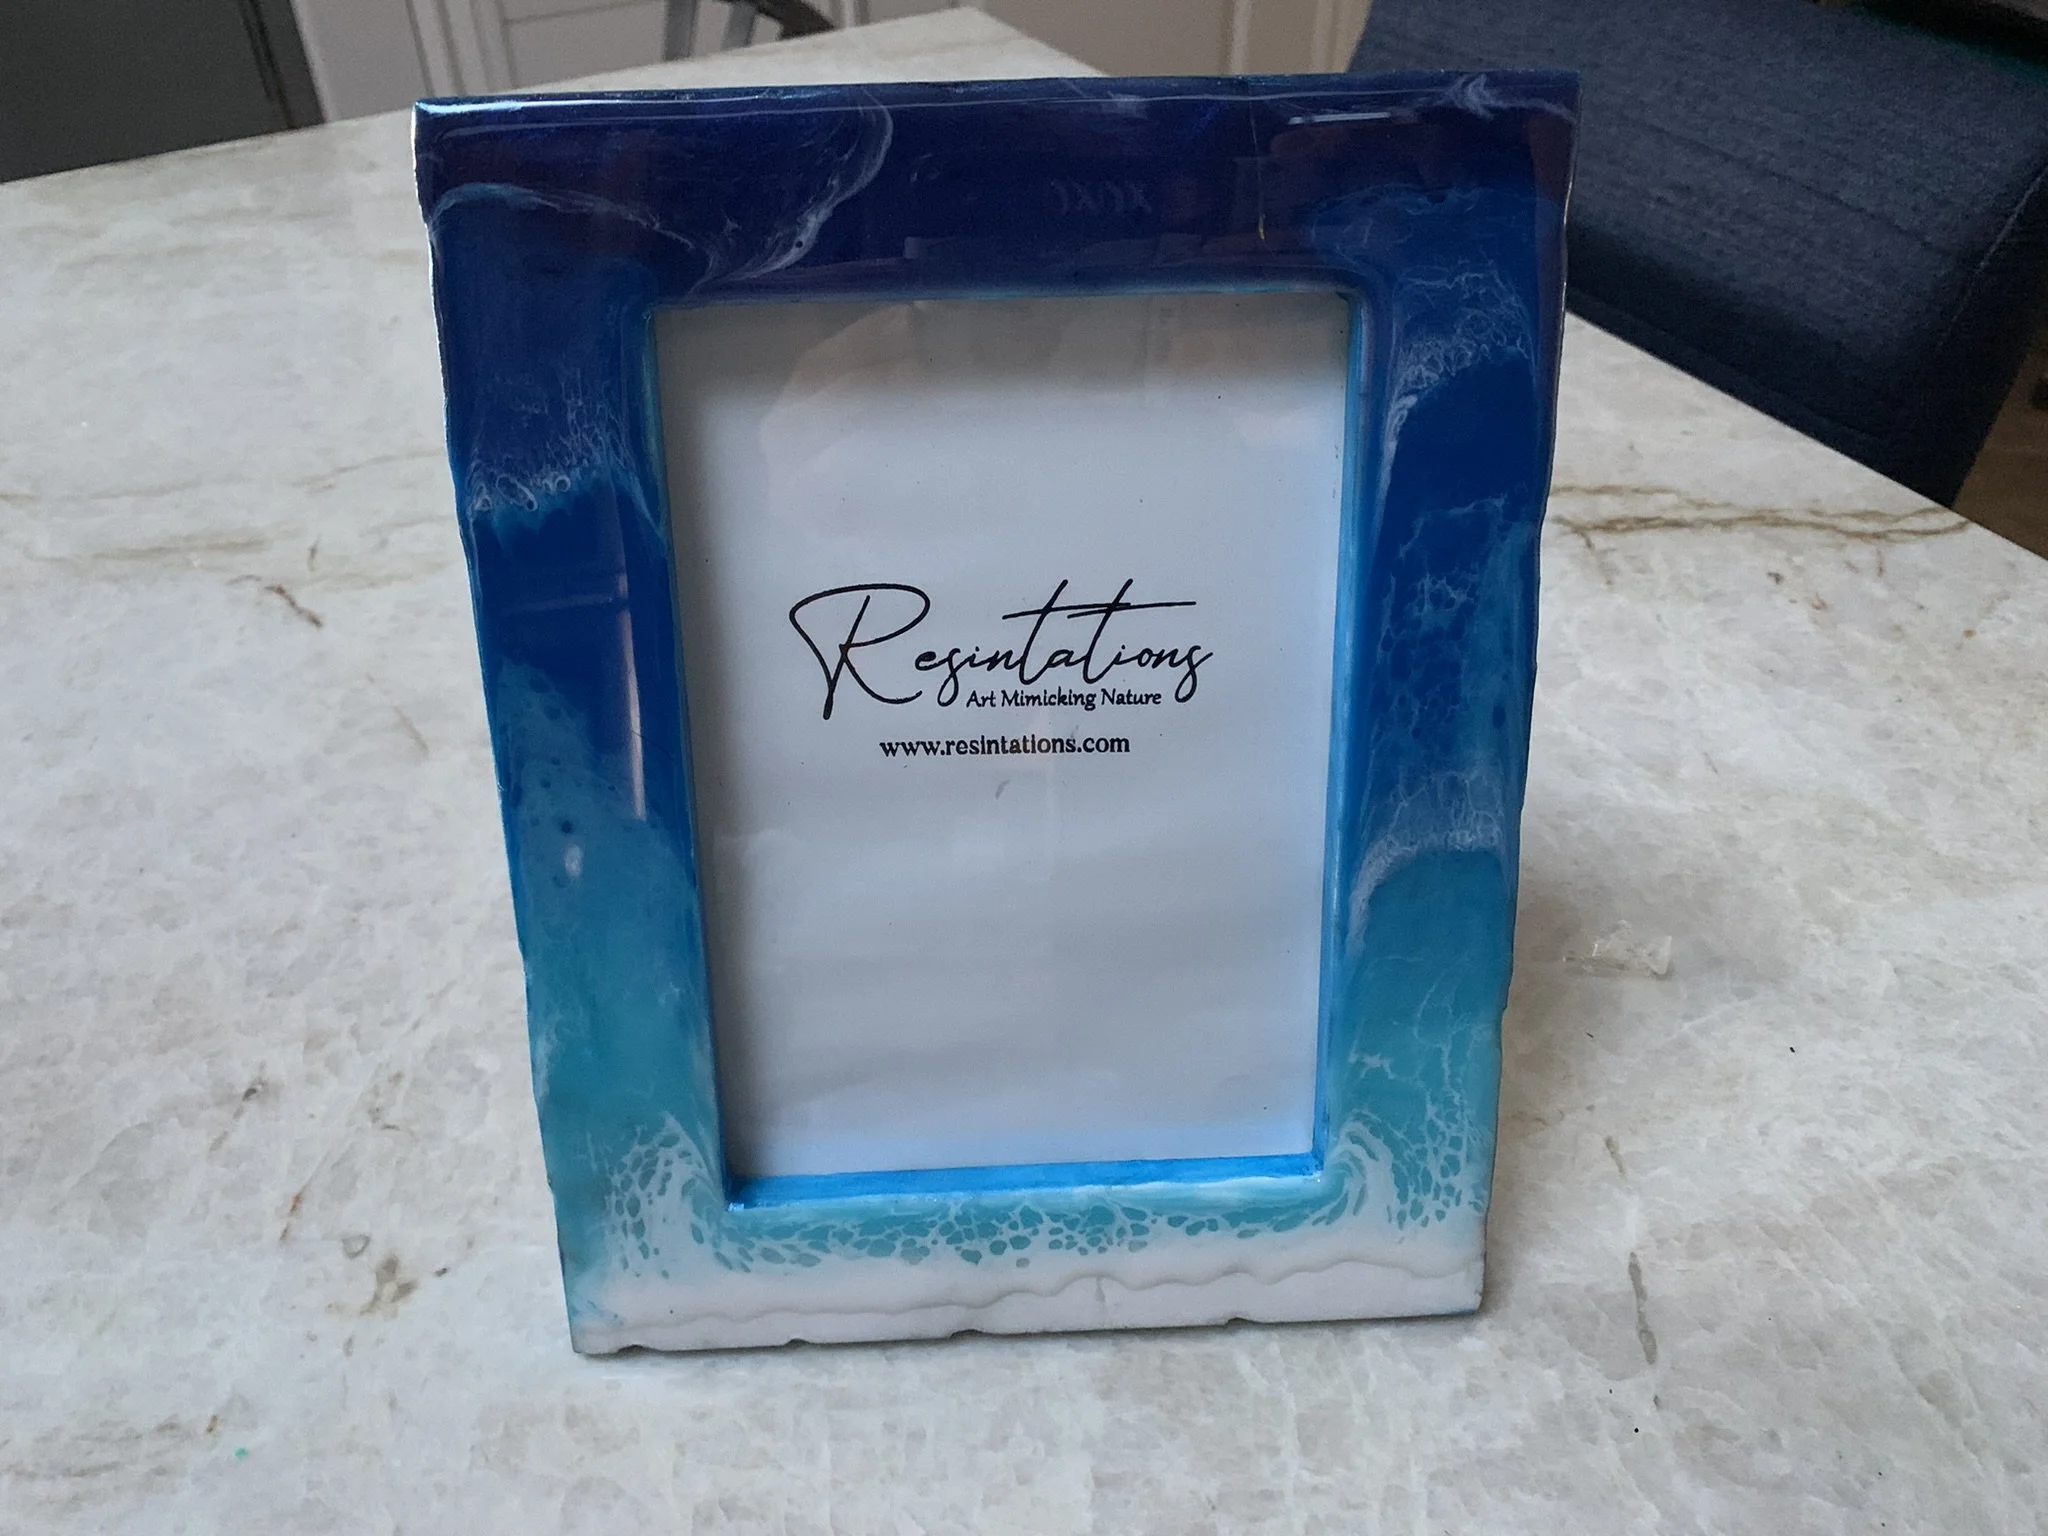 Resintations
Art Mimicking Nature
www.resintations.com